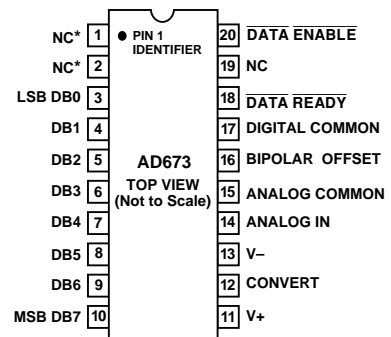 NC* 1 PIN 1 20 DATA ENABLE
IDENTIFIER
NC* 2 19 NC
LSB DB0 3 18 DATA READY
DB1 4 17 DIGITAL COMMON
DB2 5 AD673 16 BIPOLAR OFFSET
DB3 6 TOP VIEW 15 ANALOG COMMON
(Not to Scale)
DB4 7 14 ANALOG IN
DB5 8 13 V–
DB6 9 12 CONVERT
MSB DB7 10 11 V+